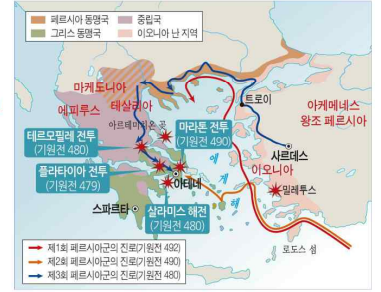 페르시아 동맹국
중립국
그리스 동맹국
이오니아 난 지역
마케도니아
에피루스
테살리아
트로이
아케메네스
왕조 페르시아
마라톤 전투
(기원전 490)
테르모필레 전투
(기원전 480)
사르데스
이오니아
플라타이아 전투
(기원전 479)
에게해
아테네
밀레투스
스파르타
살라미스 해전
(기원전 480)
로도스 섬
제1회 페르시아군의 진로(기원전 492)
제2회 페르시아군의 진로(기원전 490)
제3회 페르시아군의 진로(기원전 480)